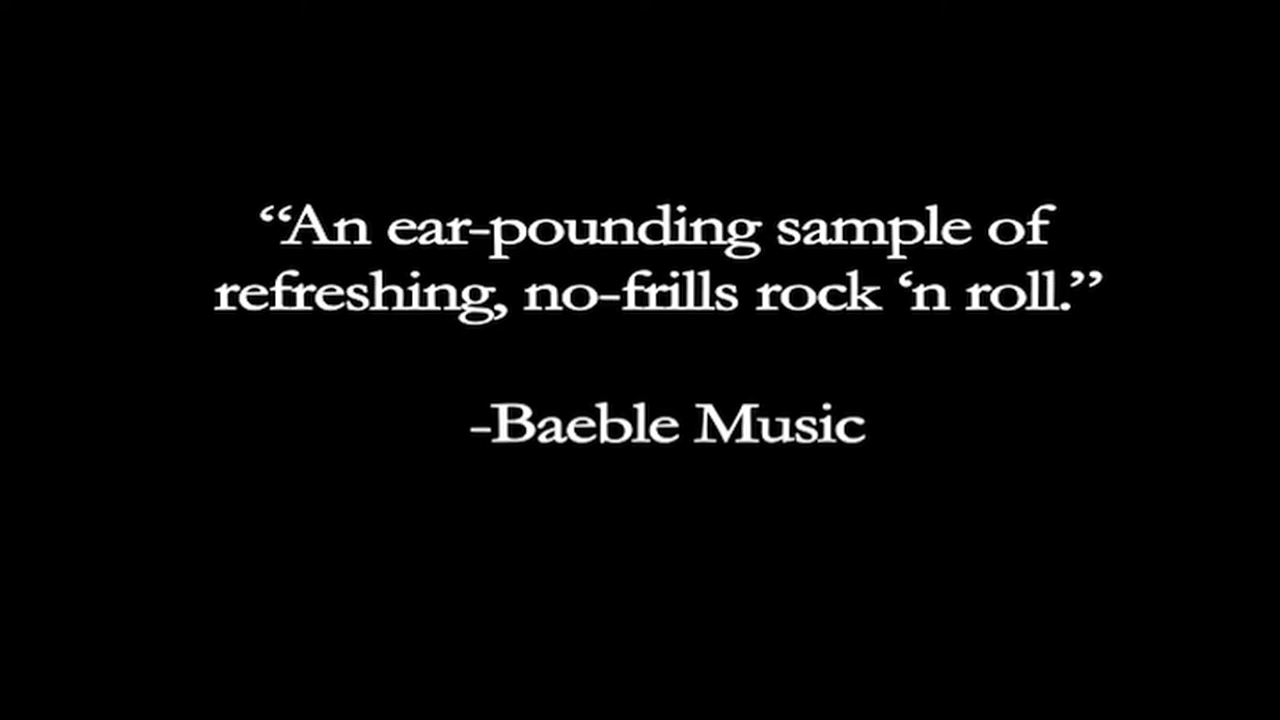 “An ear-pounding sample of
refreshing, no-frills rock ‘n roll.”
-Baeble Music